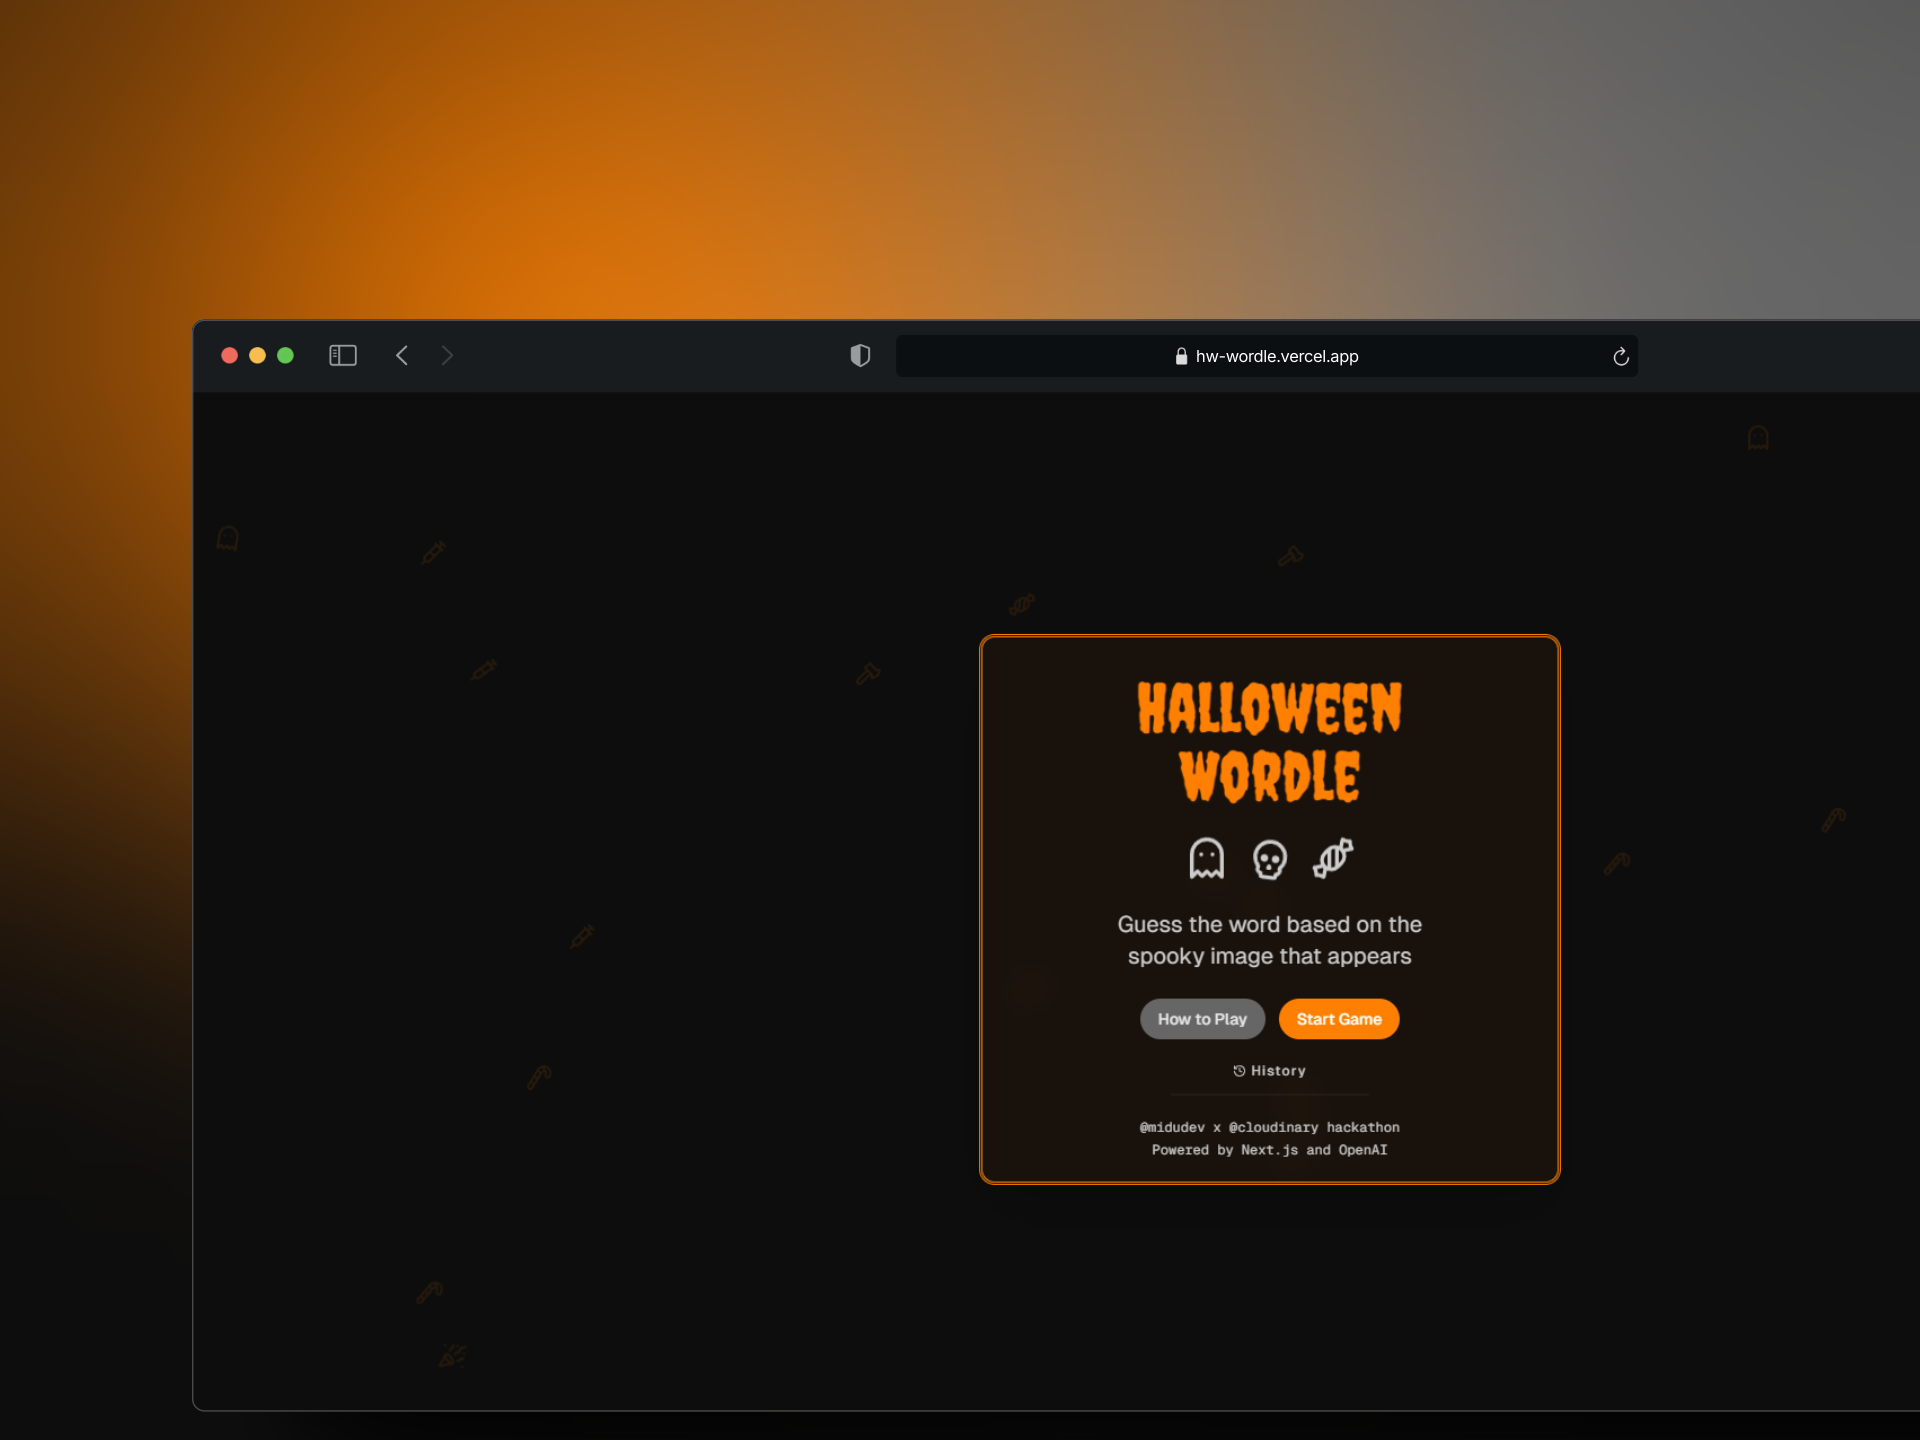 hw-wordle.vercel.app
HALLOWEEN
WORDLE
Guess the word based on the
spooky image that appears
How to Play
Start Game
History
@midudev x @cloudinary hackathon
Powered by Next.js and OpenAI